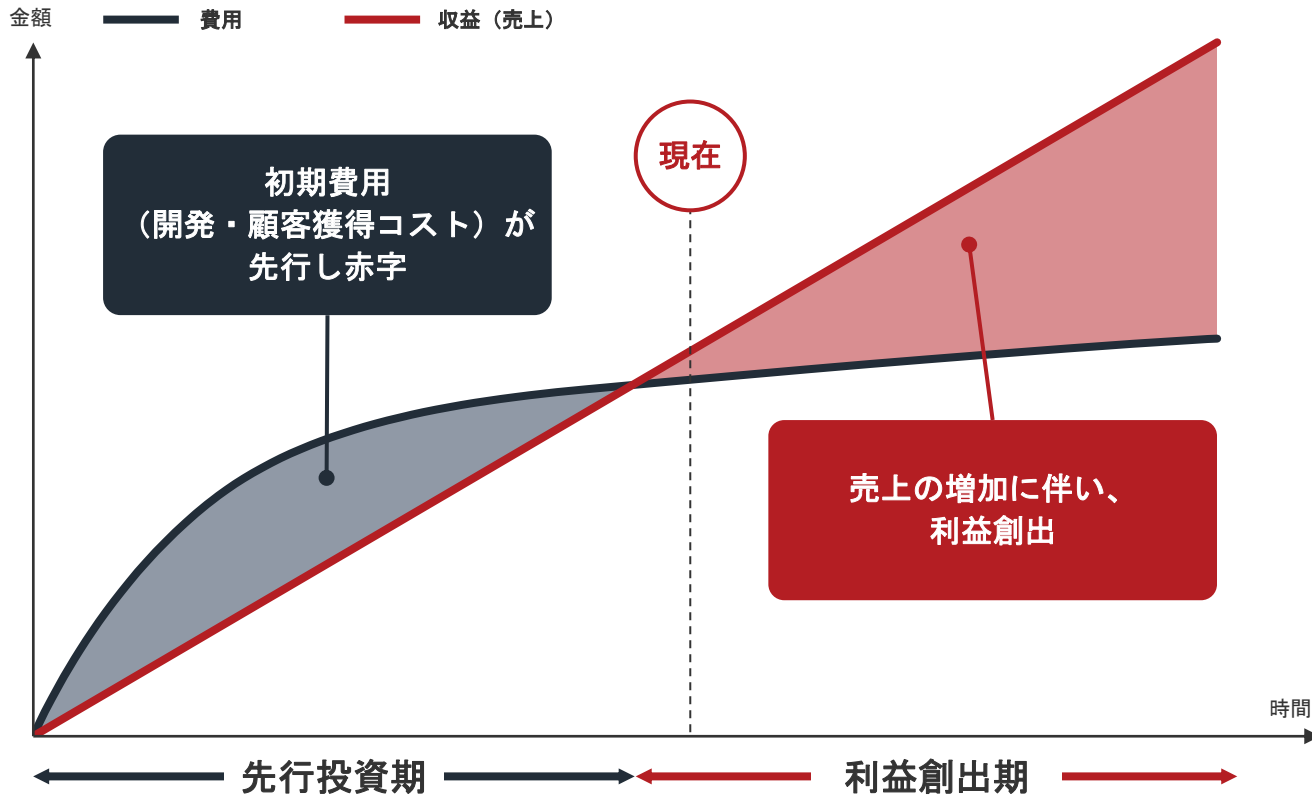 金額
費用
収益（売上）
現在
初期費用
（開発・顧客獲得コスト）が
先行し赤字
売上の増加に伴い、
利益創出
時間
先行投資期
利益創出期